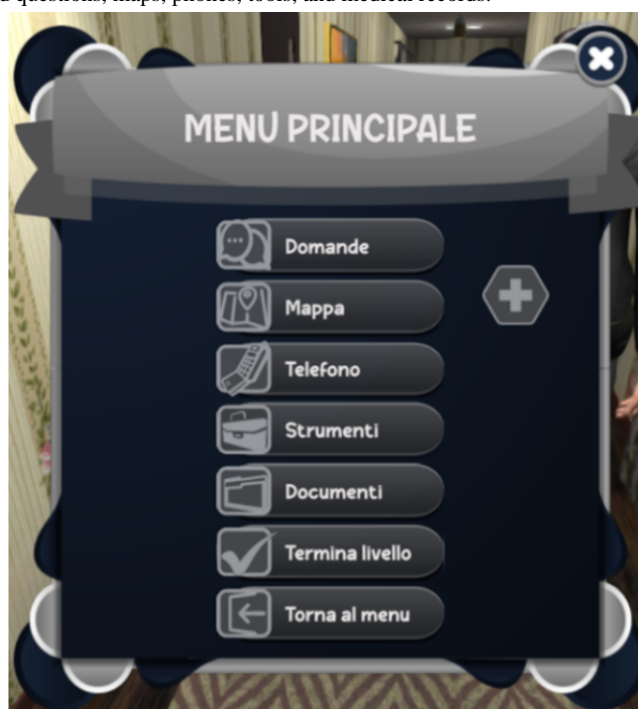 questions, maps, phones, tools, and medical records.
MENU PRINCIPALE
Domande
Mappa
Telefono
Strumenti
Documenti
Termina livello
Torna al menu